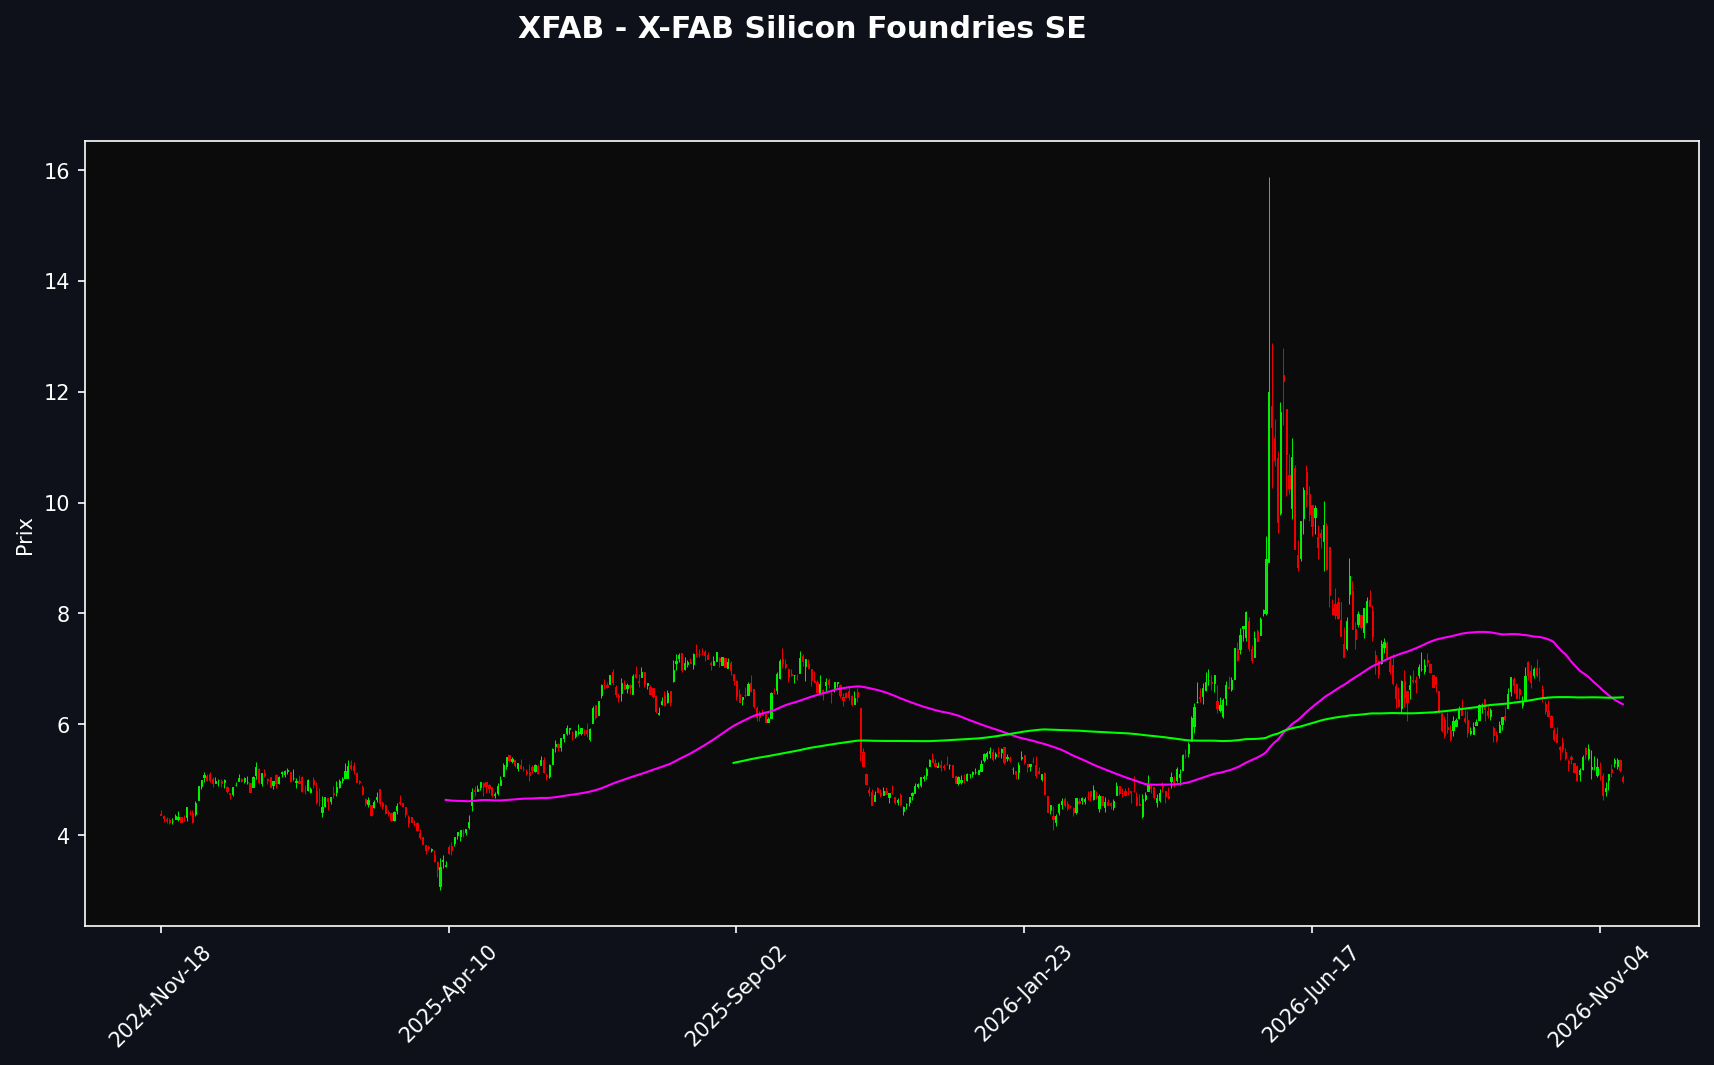 XFAB - X-FAB Silicon Foundries SE
16
14
12
10
8
6
4
Prix
2024-Nov-18
2025-Apr-10
2025-Sep-02
2026-Jan-23
2026-Jun-17
2026-Nov-04